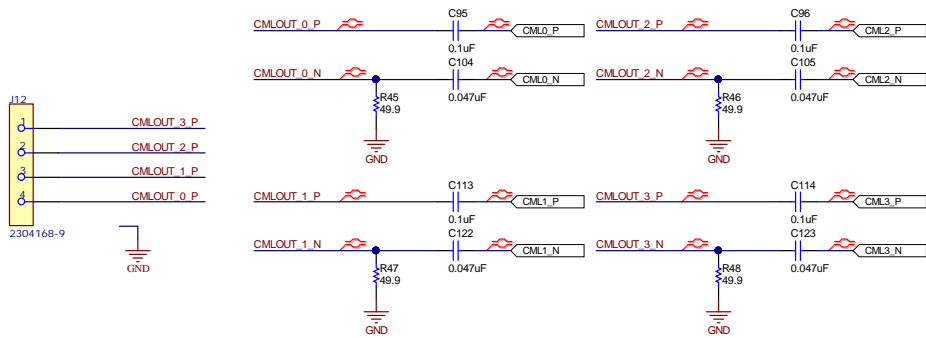 J12
1
2
3
4
CMLOUT_3_P
CMLOUT_2_P
CMLOUT_1_P
CMLOUT_0_P
2304168-9
GND
CMLOUT_0_P
C95
0.1uF
CML0_P
CMLOUT_0_N
C104
0.047uF
CML0_N
R45
49.9
GND
CMLOUT_2_P
C96
0.1uF
CML2_P
CMLOUT_2_N
C105
0.047uF
CML2_N
R46
49.9
GND
CMLOUT_1_P
C113
0.1uF
CML1_P
CMLOUT_1_N
C122
0.047uF
CML1_N
R47
49.9
GND
CMLOUT_3_P
C114
0.1uF
CML3_P
CMLOUT_3_N
C123
0.047uF
CML3_N
R48
49.9
GND